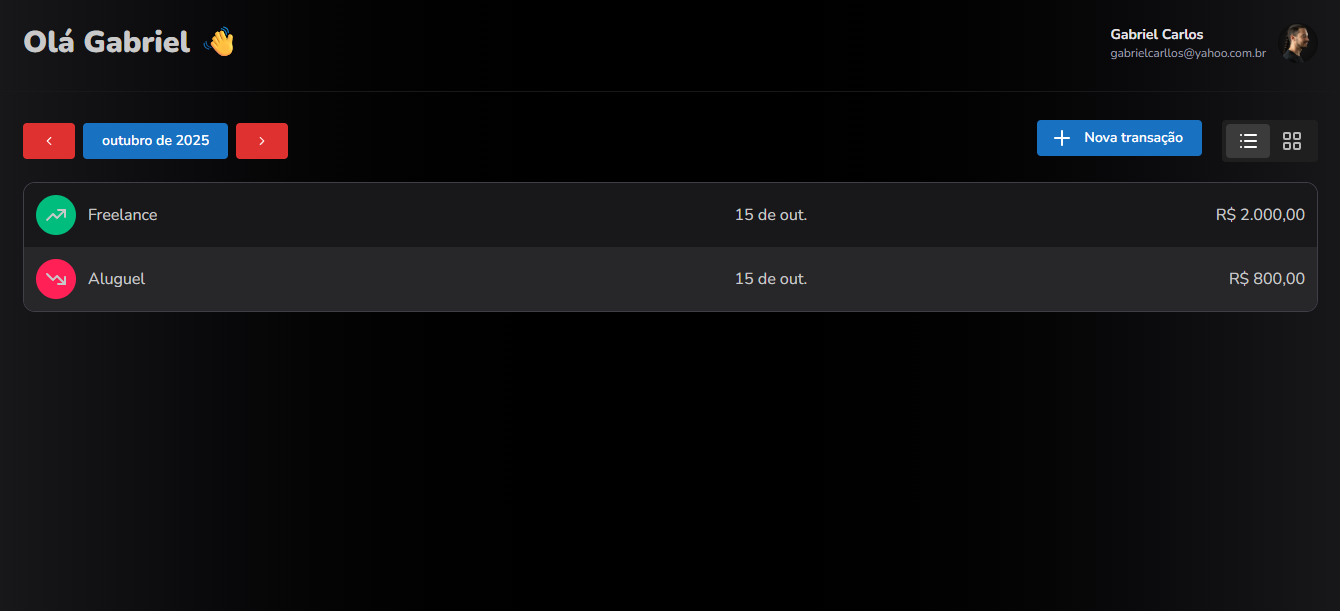 Olá Gabriel 👋
Gabriel Carlos
gabrielcarllos@yahoo.com.br
outubro de 2025
Nova transação
Freelance 15 de out. R$ 2.000,00
Aluguel 15 de out. R$ 800,00